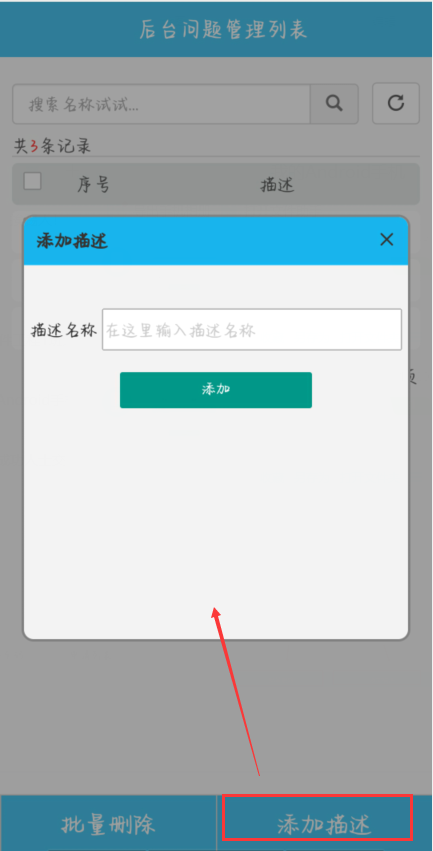 后台问题管理列表
搜索名称试试...
共3条记录
序号 描述
添加描述
描述名称 在这里输入描述名称
添加
批量删除 添加描述